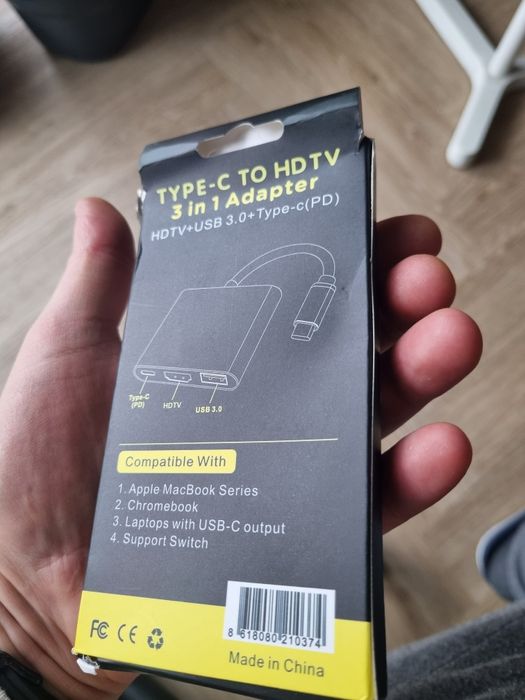 TYPE-C TO HDTV
3 in 1 Adapter
HDTV+USB 3.0+Type-c(PD)
Type-C
(PD)
HDTV
USB 3.0
Compatible With
1. Apple MacBook Series
2. Chromebook
3. Laptops with USB-C output
4. Support Switch
FC CE
8 618080 210374
Made in China